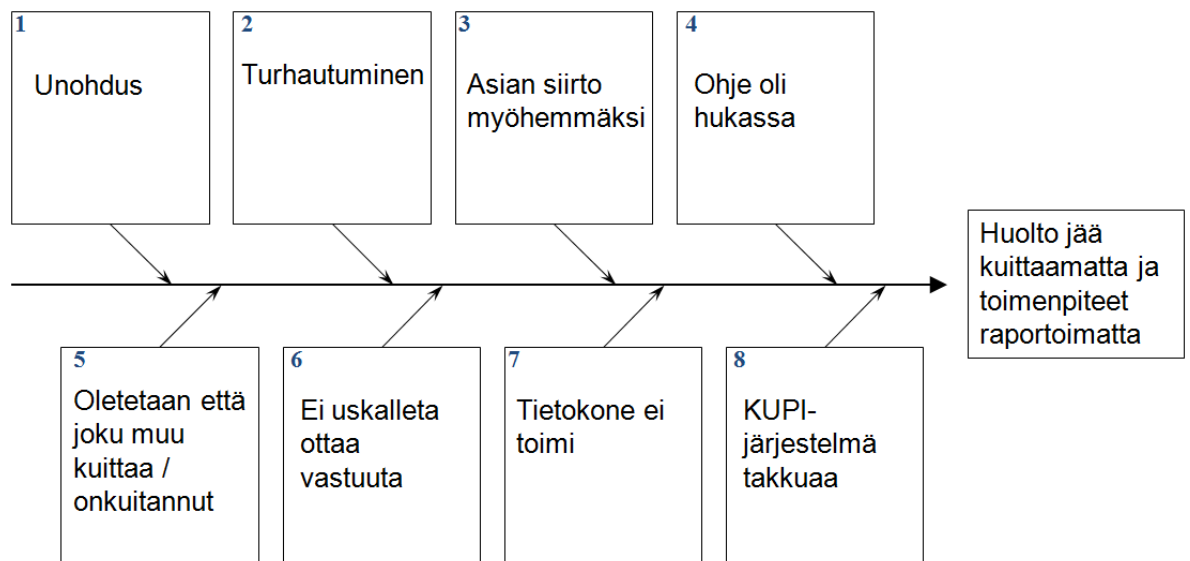 1
Unohdus
2
Turhautuminen
3
Asian siirto
myöhemmäksi
4
Ohje oli
hukassa
Huolto jää
kuittaamatta ja
toimenpiteet
raportoimatta
5
Oletetaan että
joku muu
kuittaa /
onkuitannut
6
Ei uskalleta
ottaa
vastuuta
7
Tietokone ei
toimi
8
KUPI-
järjestelmä
takkuaa